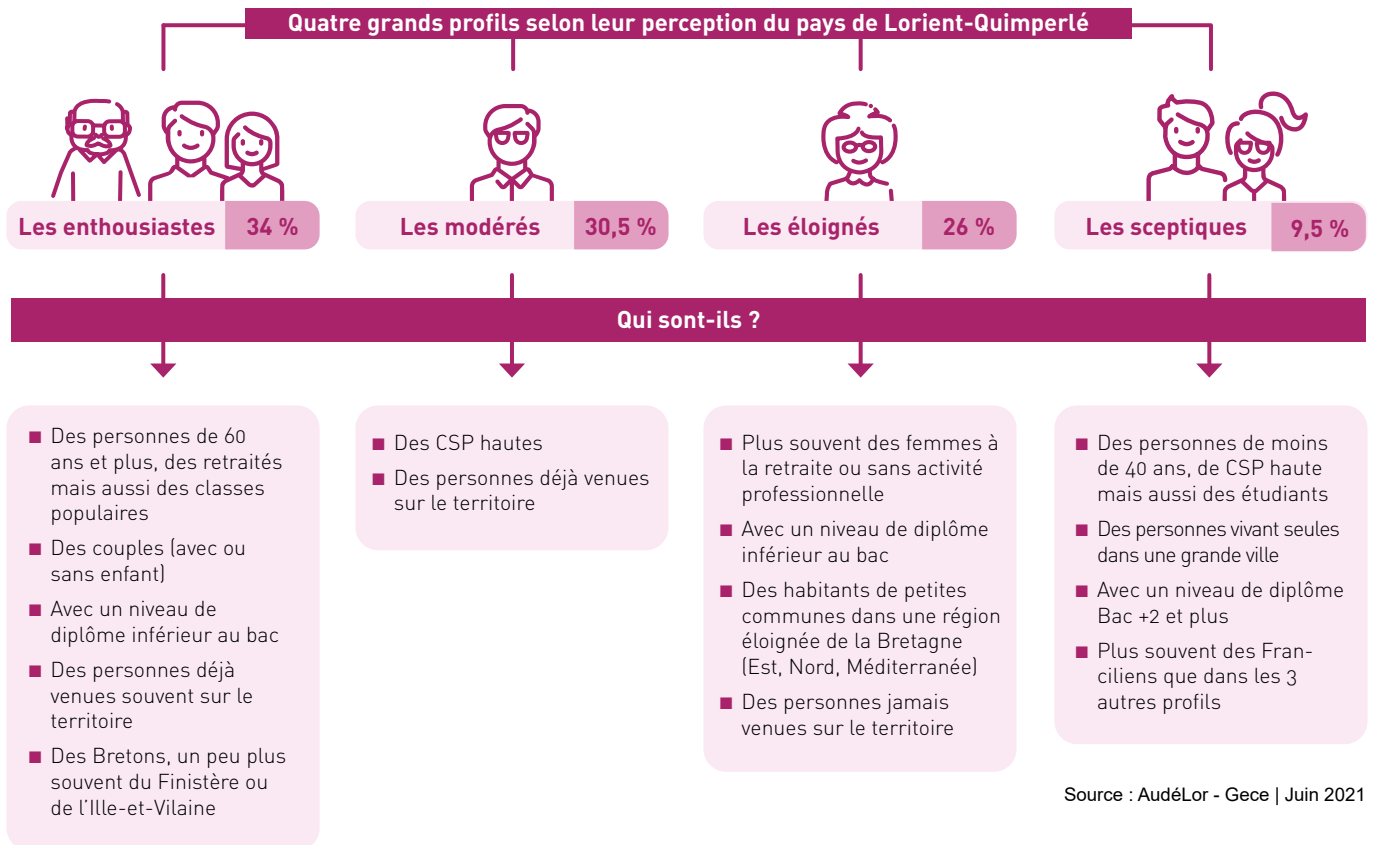 Quatre grands profils selon leur perception du pays de Lorient-Quimperlé
Les enthousiastes 34 %
Les modérés 30,5 %
Les éloignés 26 %
Les sceptiques 9,5 %
Qui sont-ils ?
■ Des personnes de 60
ans et plus, des retraités
mais aussi des classes
populaires
■ Des couples (avec ou
sans enfant)
■ Avec un niveau de
diplôme inférieur au bac
■ Des personnes déjà
venues souvent sur le
territoire
■ Des Bretons, un peu plus
souvent du Finistère ou
de l'Ille-et-Vilaine
■ Des CSP hautes
■ Des personnes déjà venues
sur le territoire
■ Plus souvent des femmes à
la retraite ou sans activité
professionnelle
■ Avec un niveau de diplôme
inférieur au bac
■ Des habitants de petites
communes dans une région
éloignée de la Bretagne
(Est, Nord, Méditerranée)
■ Des personnes jamais
venues sur le territoire
■ Des personnes de moins
de 40 ans, de CSP haute
mais aussi des étudiants
■ Des personnes vivant seules
dans une grande ville
■ Avec un niveau de diplôme
Bac +2 et plus
■ Plus souvent des Fran-
ciliens que dans les 3
autres profils
Source : AudéLor - Gece | Juin 2021